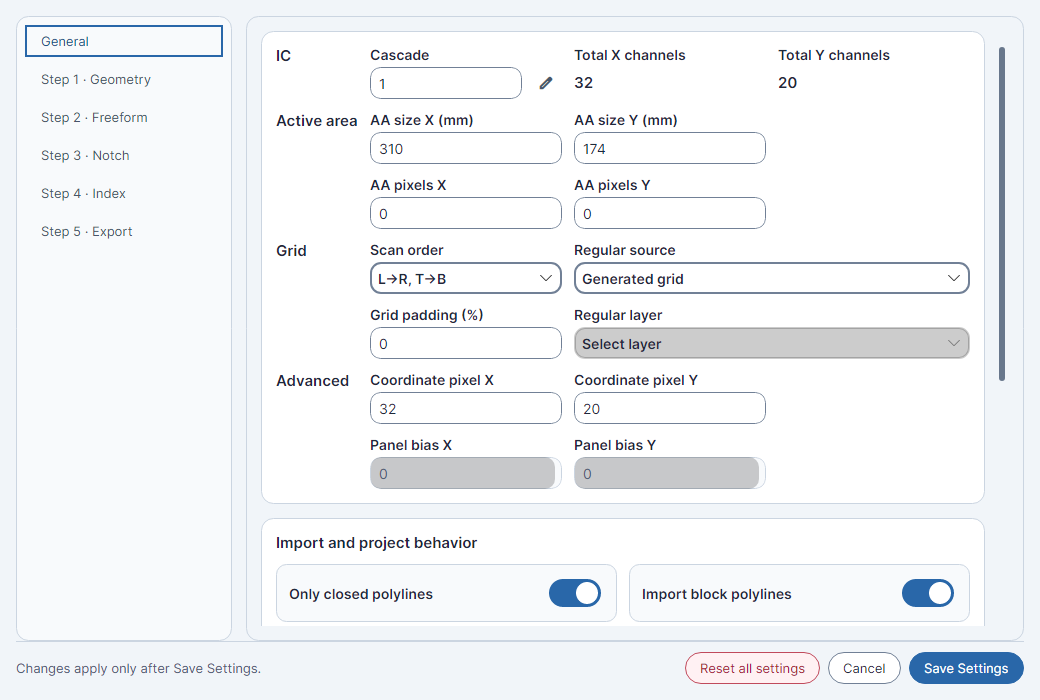 General
Step 1 · Geometry
Step 2 · Freeform
Step 3 · Notch
Step 4 · Index
Step 5 · Export
IC
Cascade
Total X channels
Total Y channels
1
32
20
Active area
AA size X (mm)
AA size Y (mm)
310
174
AA pixels X
AA pixels Y
0
0
Grid
Scan order
Regular source
L→R, T→B
Generated grid
Grid padding (%)
Regular layer
0
Select layer
Advanced
Coordinate pixel X
Coordinate pixel Y
32
20
Panel bias X
Panel bias Y
0
0
Import and project behavior
Only closed polylines
Import block polylines
Changes apply only after Save Settings.
Reset all settings
Cancel
Save Settings